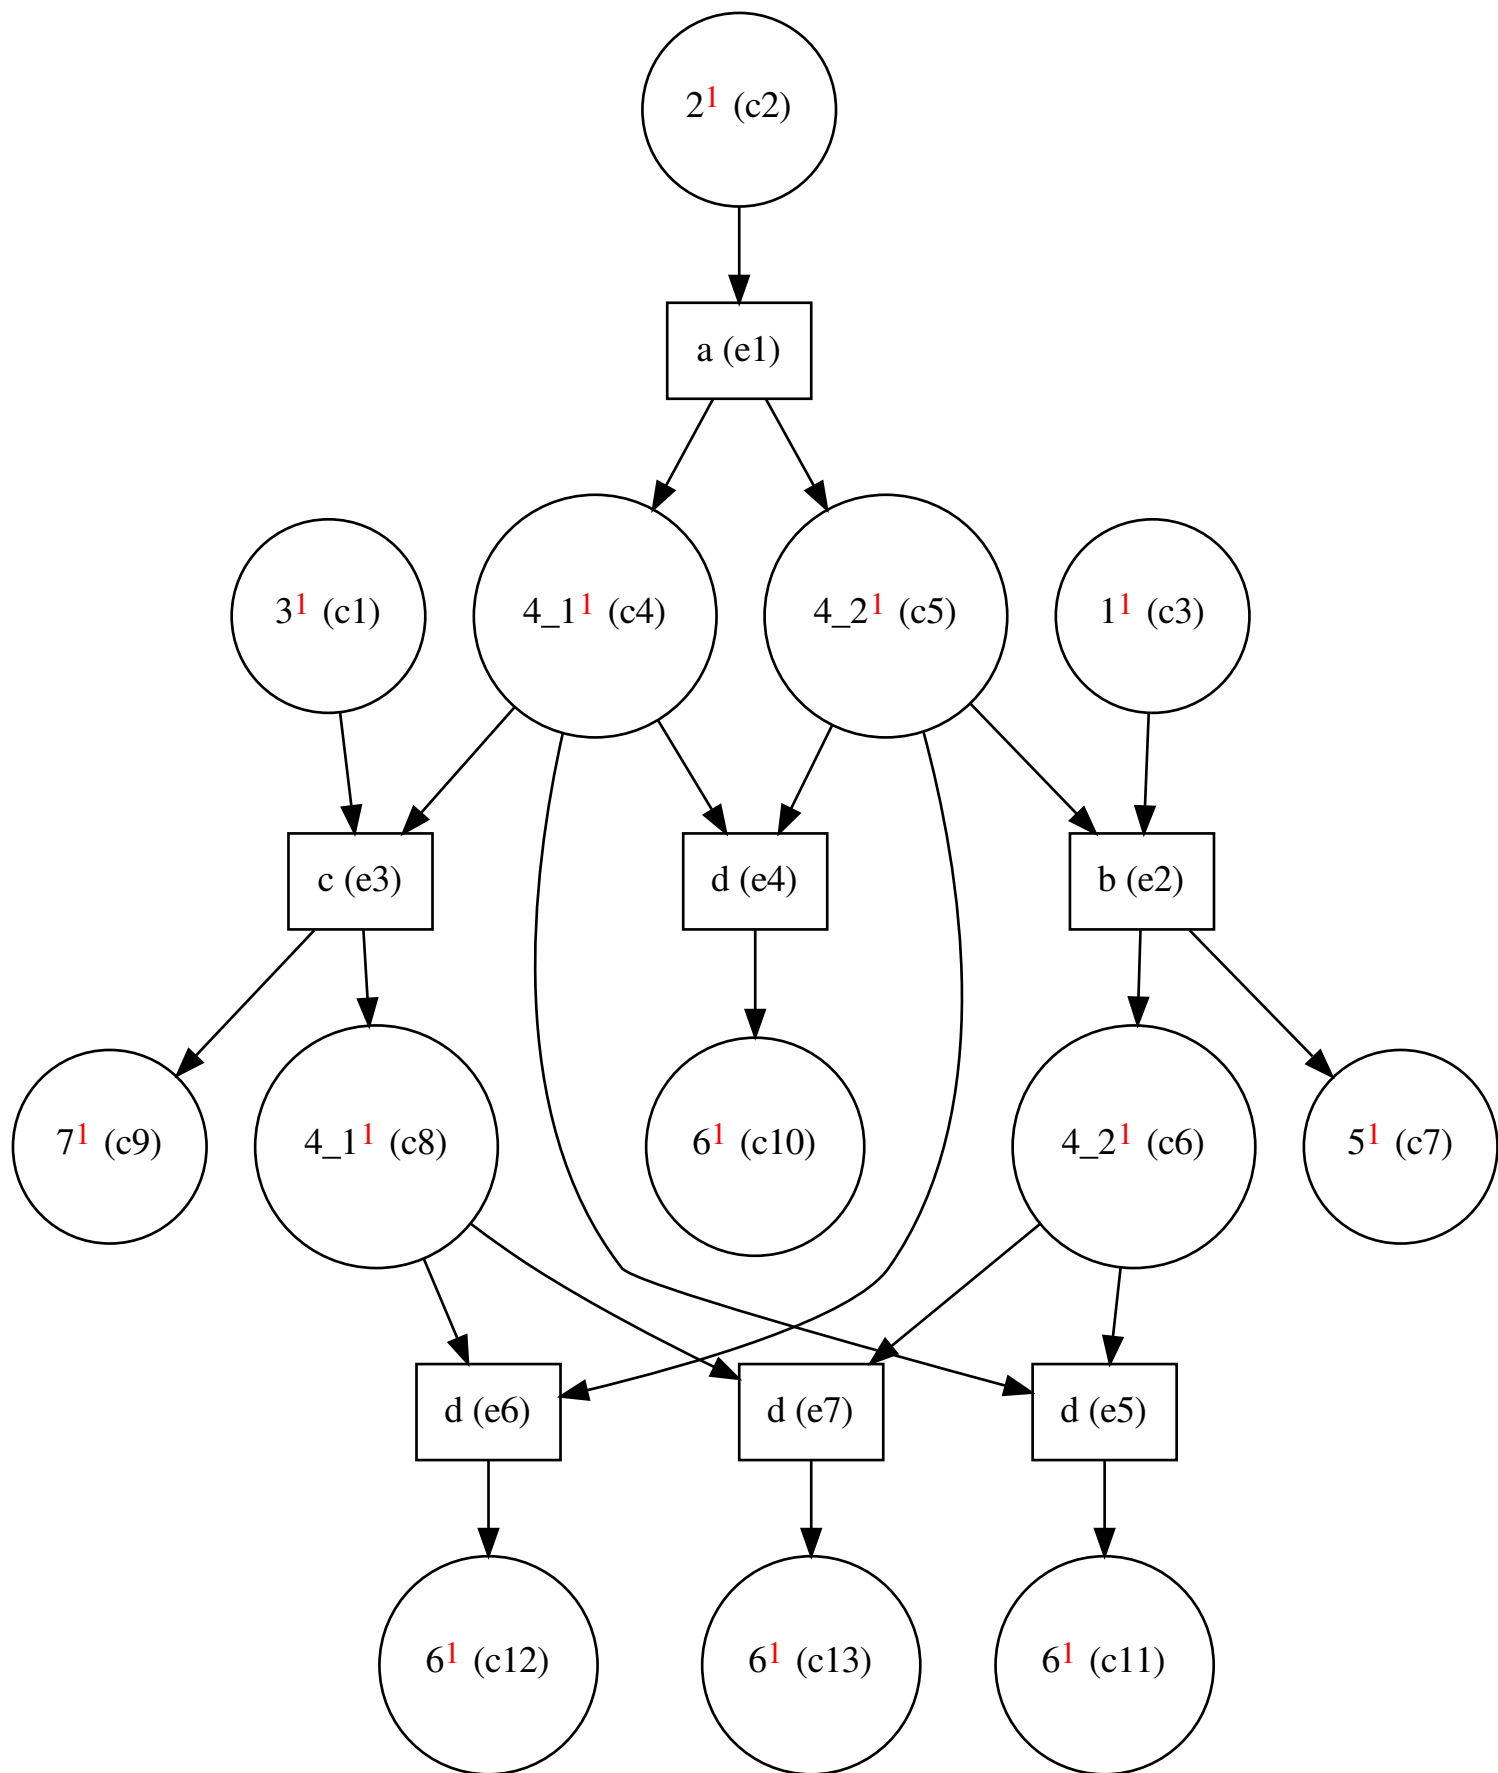 2¹ (c2)
a (e1)
3¹ (c1)
4_1¹ (c4)
4_2¹ (c5)
1¹ (c3)
c (e3)
d (e4)
b (e2)
7¹ (c9)
4_1¹ (c8)
6¹ (c10)
4_2¹ (c6)
5¹ (c7)
d (e6)
d (e7)
d (e5)
6¹ (c12)
6¹ (c13)
6¹ (c11)